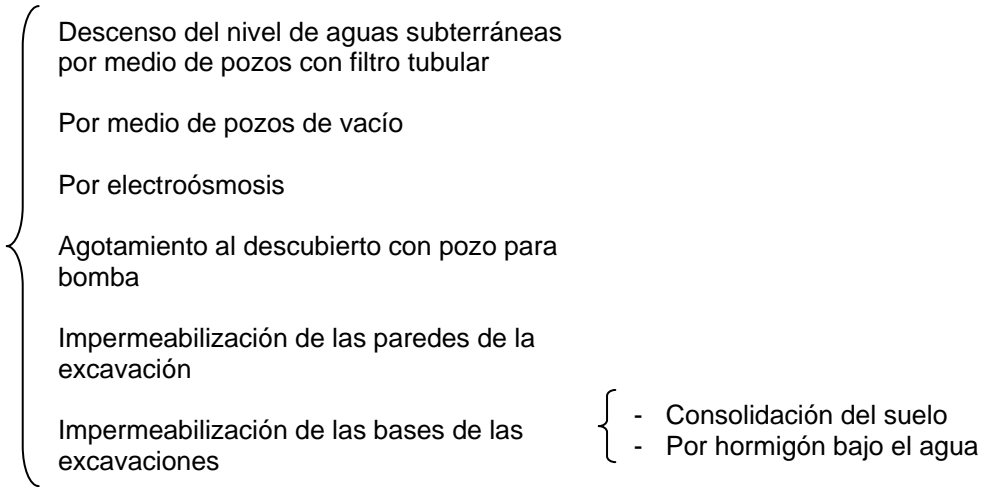 Descenso del nivel de aguas subterráneas
por medio de pozos con filtro tubular
Por medio de pozos de vacío
Por electroósmosis
Agotamiento al descubierto con pozo para
bomba
Impermeabilización de las paredes de la
excavación
Impermeabilización de las bases de las
excavaciones
- Consolidación del suelo
- Por hormigón bajo el agua